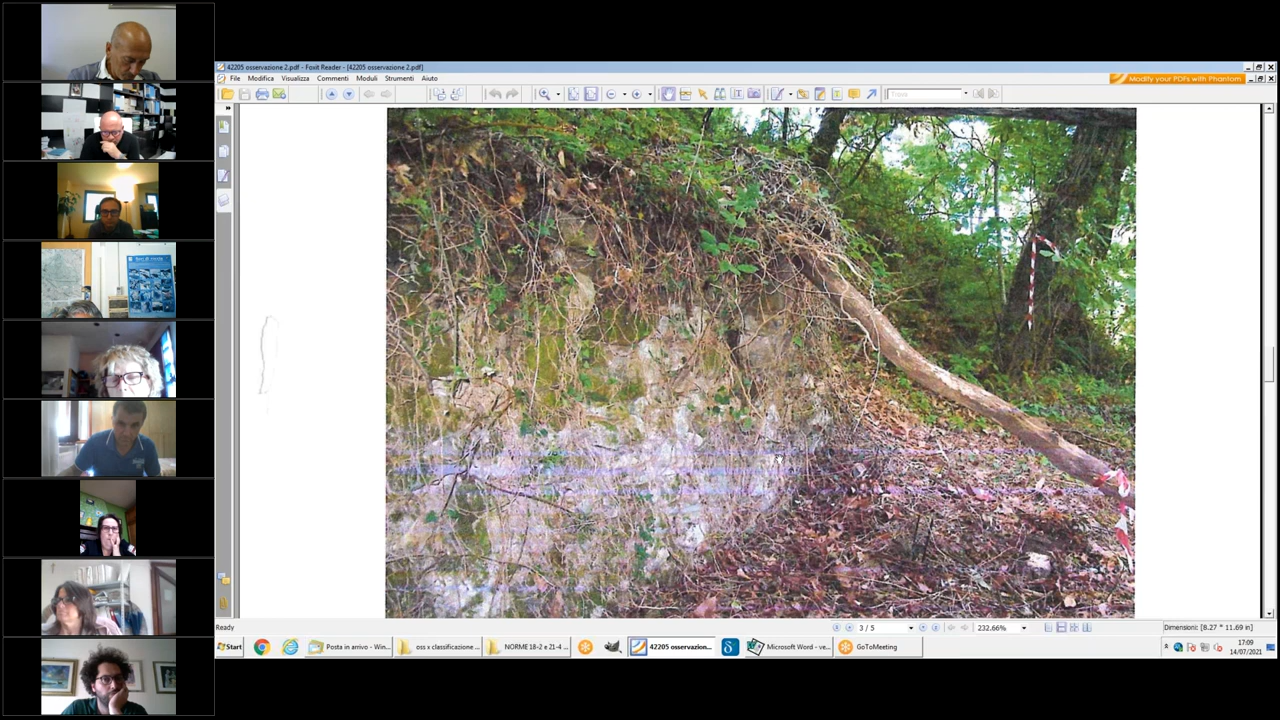 42205 osservazione 2.pdf - Foxit Reader - [42205 osservazione 2.pdf]
File Modifica Visualizza Commenti Moduli Strumenti Aiuto
Modify your PDFs with Phantom
Ready
3 / 5
232.66%
Dimensioni: [8.27 * 11.69 in]
Start
Posta in arrivo - Win...
oss x classificazione ...
NORME 18-2 e 21-4 ...
42205 osservazion...
Microsoft Word - ve...
GoToMeeting
17:09
14/07/2021